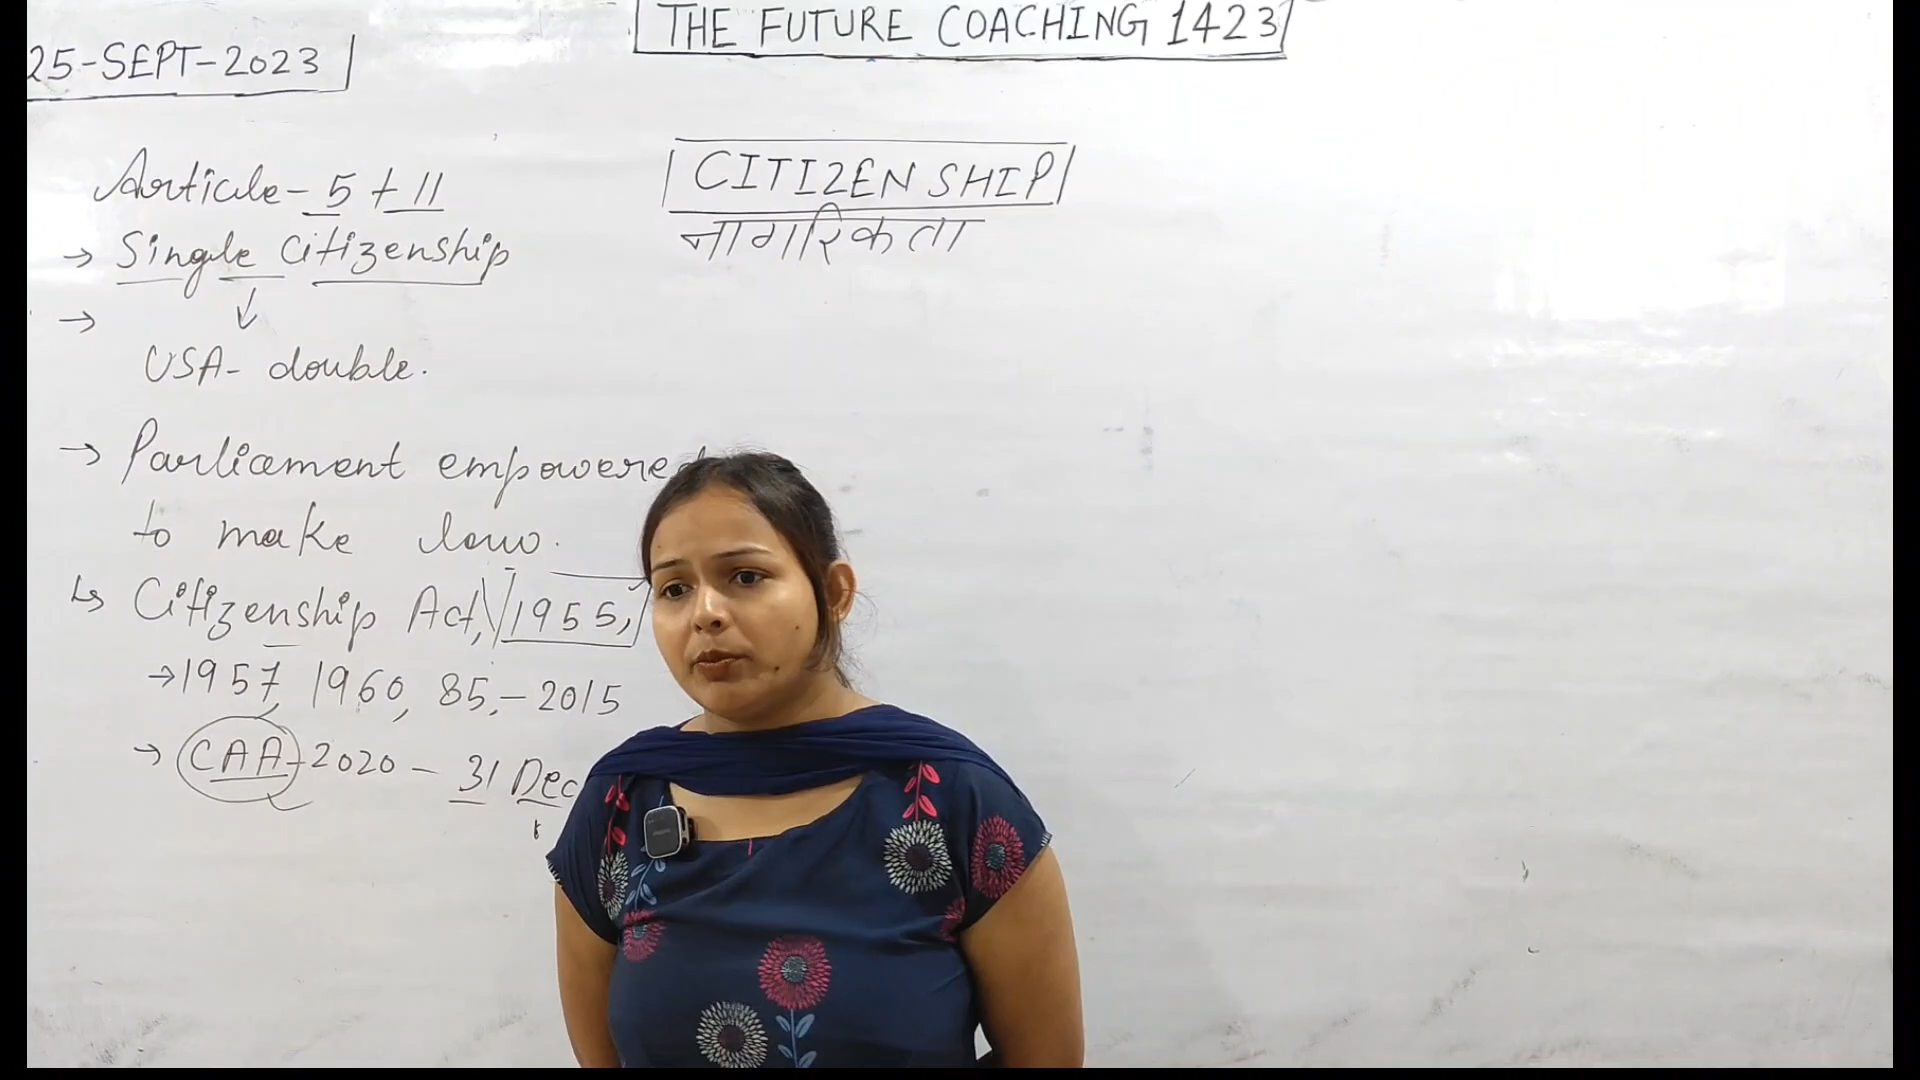 THE FUTURE COACHING 1423
25-SEPT-2023
CITIZENSHIP
नागरिकता
Article-5 + 11
→ Single Citizenship
↓
→
USA- double.
→ Parliament empowered
to make law.
↳ Citizenship Act, 1955,
→1957, 1960, 85,-2015
→ CAA-2020 - 31 Dec